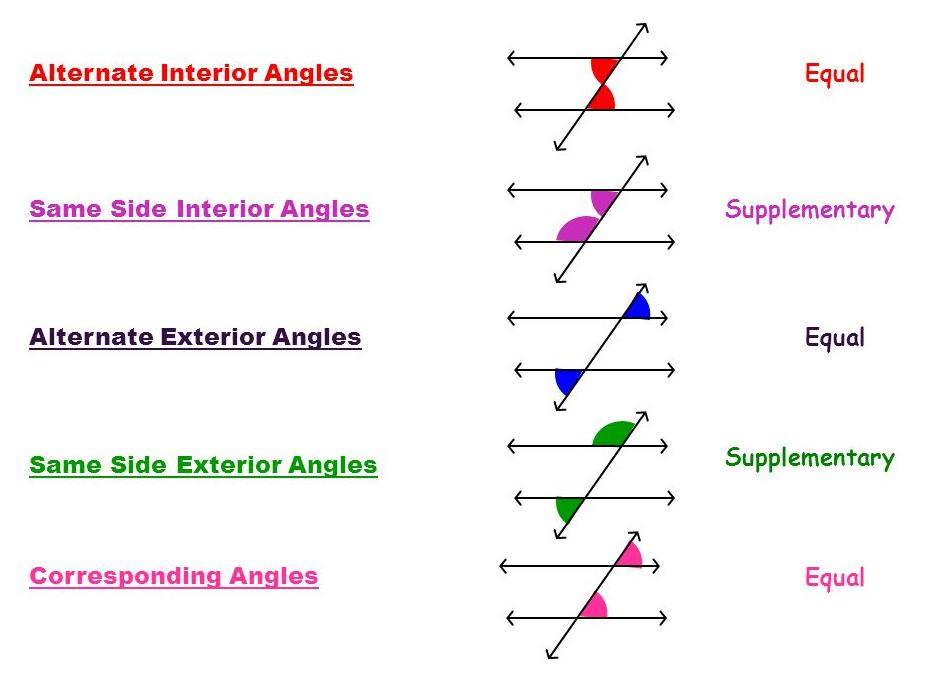 Alternate Interior Angles
Equal
Same Side Interior Angles
Supplementary
Alternate Exterior Angles
Equal
Same Side Exterior Angles
Supplementary
Corresponding Angles
Equal